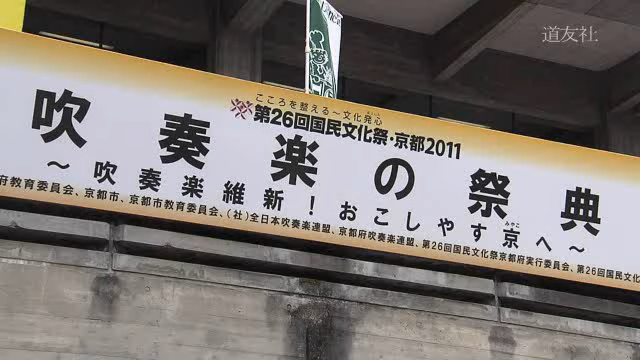 道友社
こころを整える～文化発心
第26回国民文化祭・京都2011
吹奏楽の祭典
～吹奏楽維新！おこしやす京へ～
みやこ
府教育委員会、京都市、京都市教育委員会、(社)全日本吹奏楽連盟、京都府吹奏楽連盟、第26回国民文化祭京都府実行委員会、第26回国民文